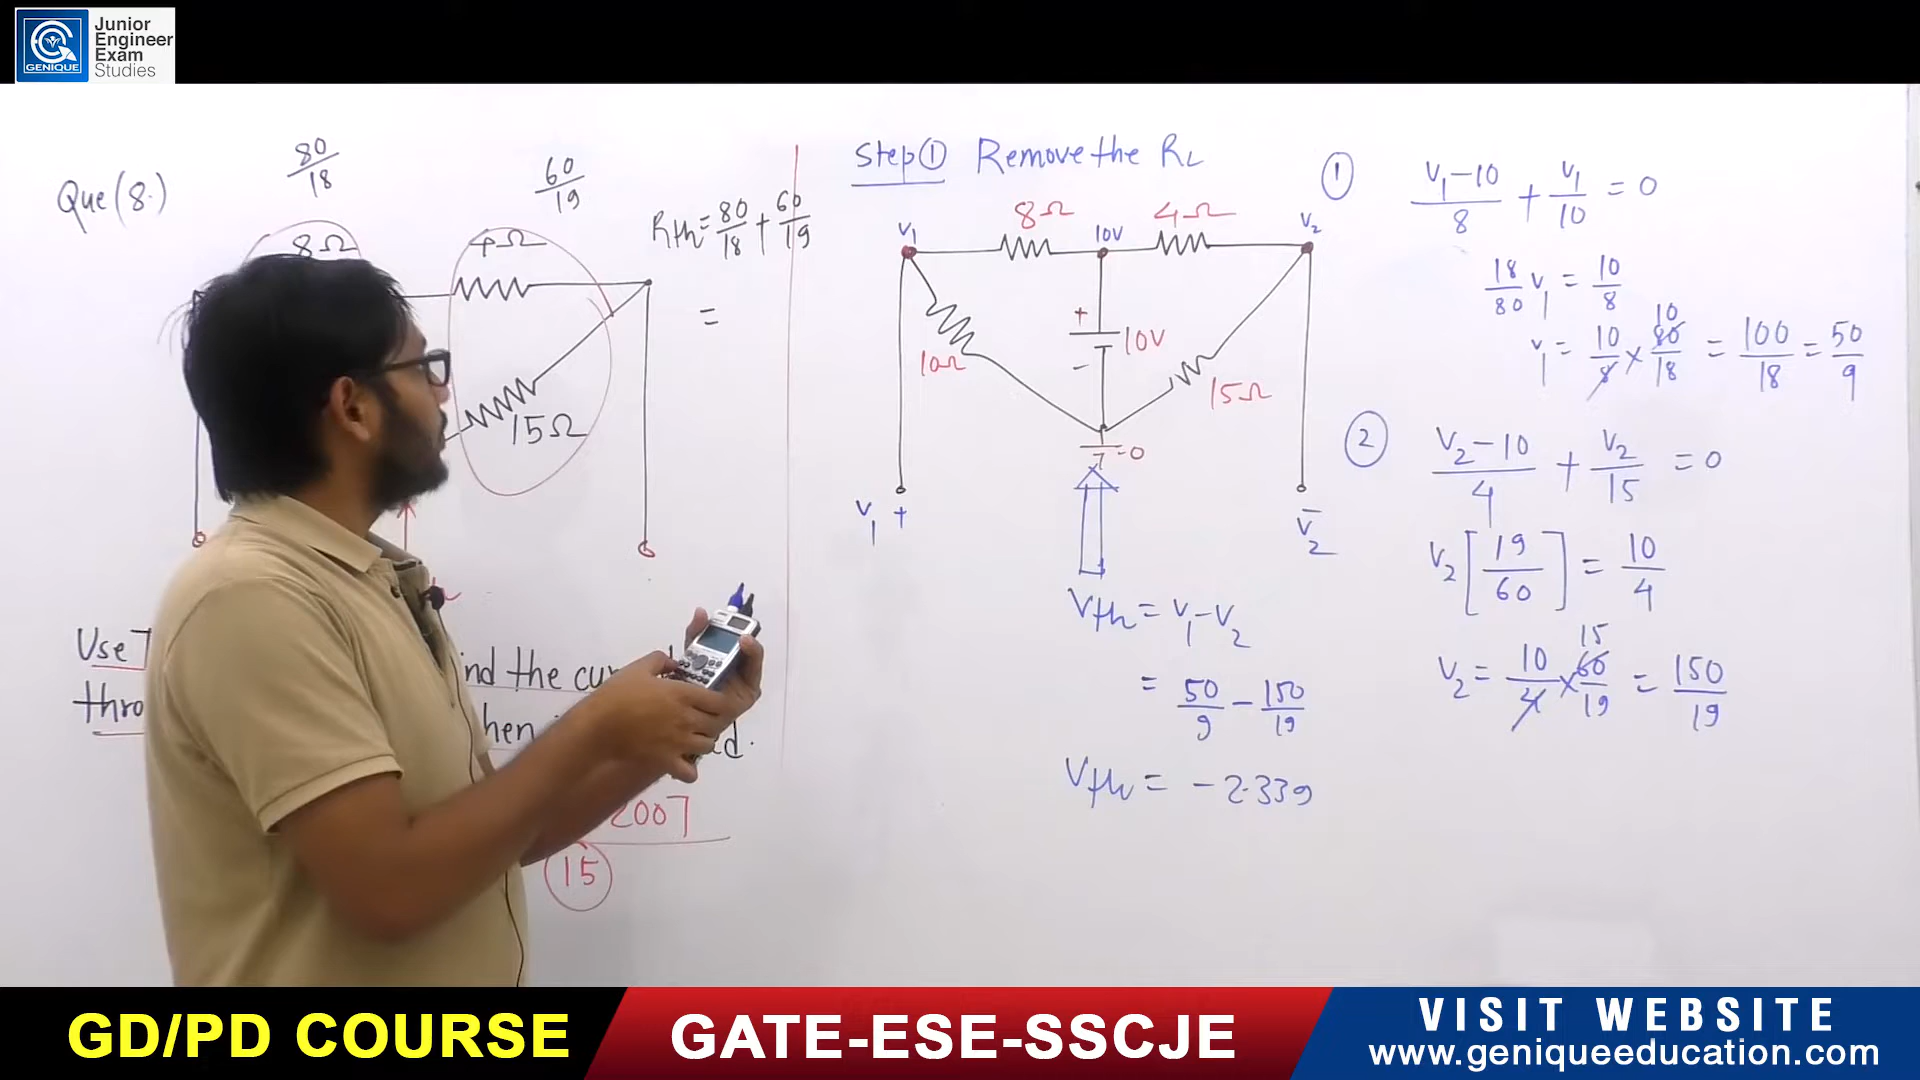 Junior
Engineer
Exam
Studies
GENIQUE
Que (8.)
80/18
60/19
8Ω
4Ω
15Ω
Rth = 80/18 + 60/19
=
Use
nd the cu
thro
hen
d.
2007
15
Step ① Remove the RL
V1
8Ω
10V
4Ω
V2
10Ω
+
10V
-
15Ω
=0
V1 +
- V2
Vth = V1 - V2
= 50/9 - 150/19
Vth = - 2.339
① (V1 - 10)/8 + V1/10 = 0
18/80 V1 = 10/8
V1 = 10/8 × 80/18 = 100/18 = 50/9
10
② (V2 - 10)/4 + V2/15 = 0
V2 [19/60] = 10/4
15
V2 = 10/4 × 60/19 = 150/19
GD/PD COURSE
GATE-ESE-SSCJE
VISIT WEBSITE
www.geniqueeducation.com